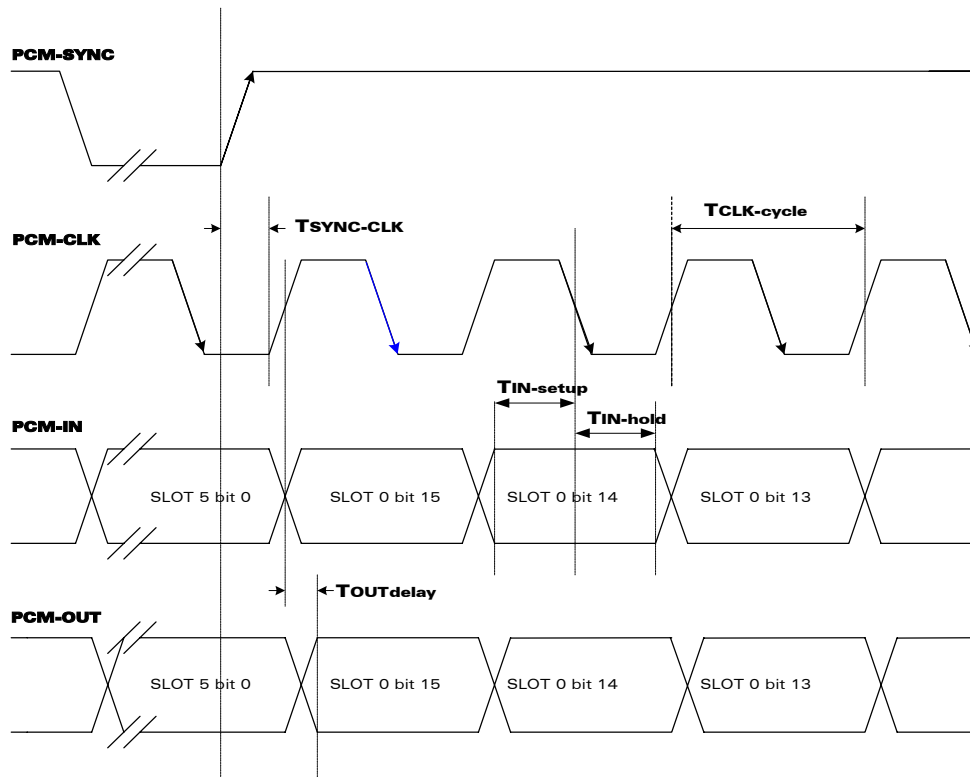 PCM-SYNC
TSYNC-CLK
TCLK-cycle
PCM-CLK
TIN-setup
TIN-hold
PCM-IN
SLOT 5 bit 0
SLOT 0 bit 15
SLOT 0 bit 14
SLOT 0 bit 13
TOUTdelay
PCM-OUT
SLOT 5 bit 0
SLOT 0 bit 15
SLOT 0 bit 14
SLOT 0 bit 13